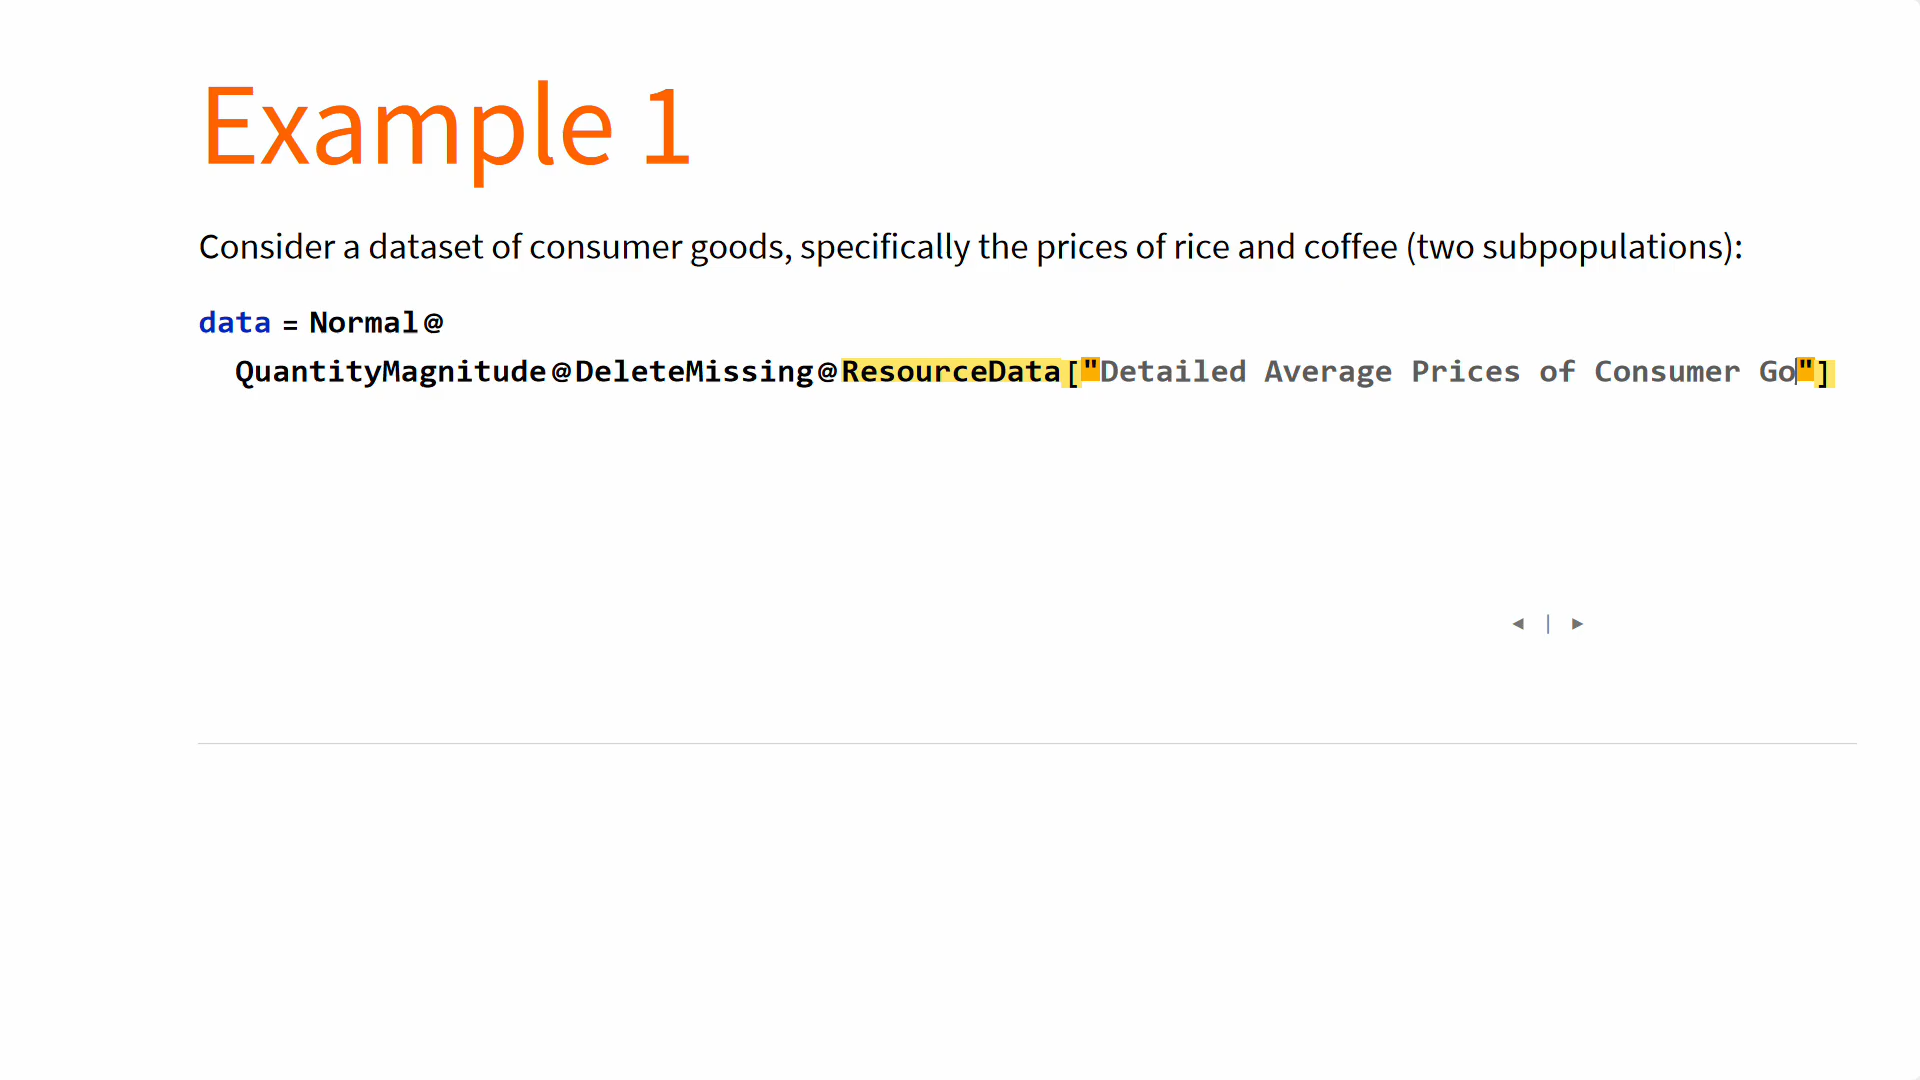 Example 1
Consider a dataset of consumer goods, specifically the prices of rice and coffee (two subpopulations):
data = Normal@
QuantityMagnitude@DeleteMissing@ResourceData["Detailed Average Prices of Consumer Go"]